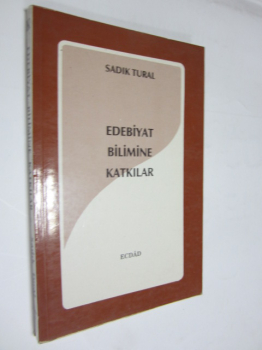 SADIK TURAL
EDEBİYAT
BİLİMİNE
KATKILAR
ECDÂD